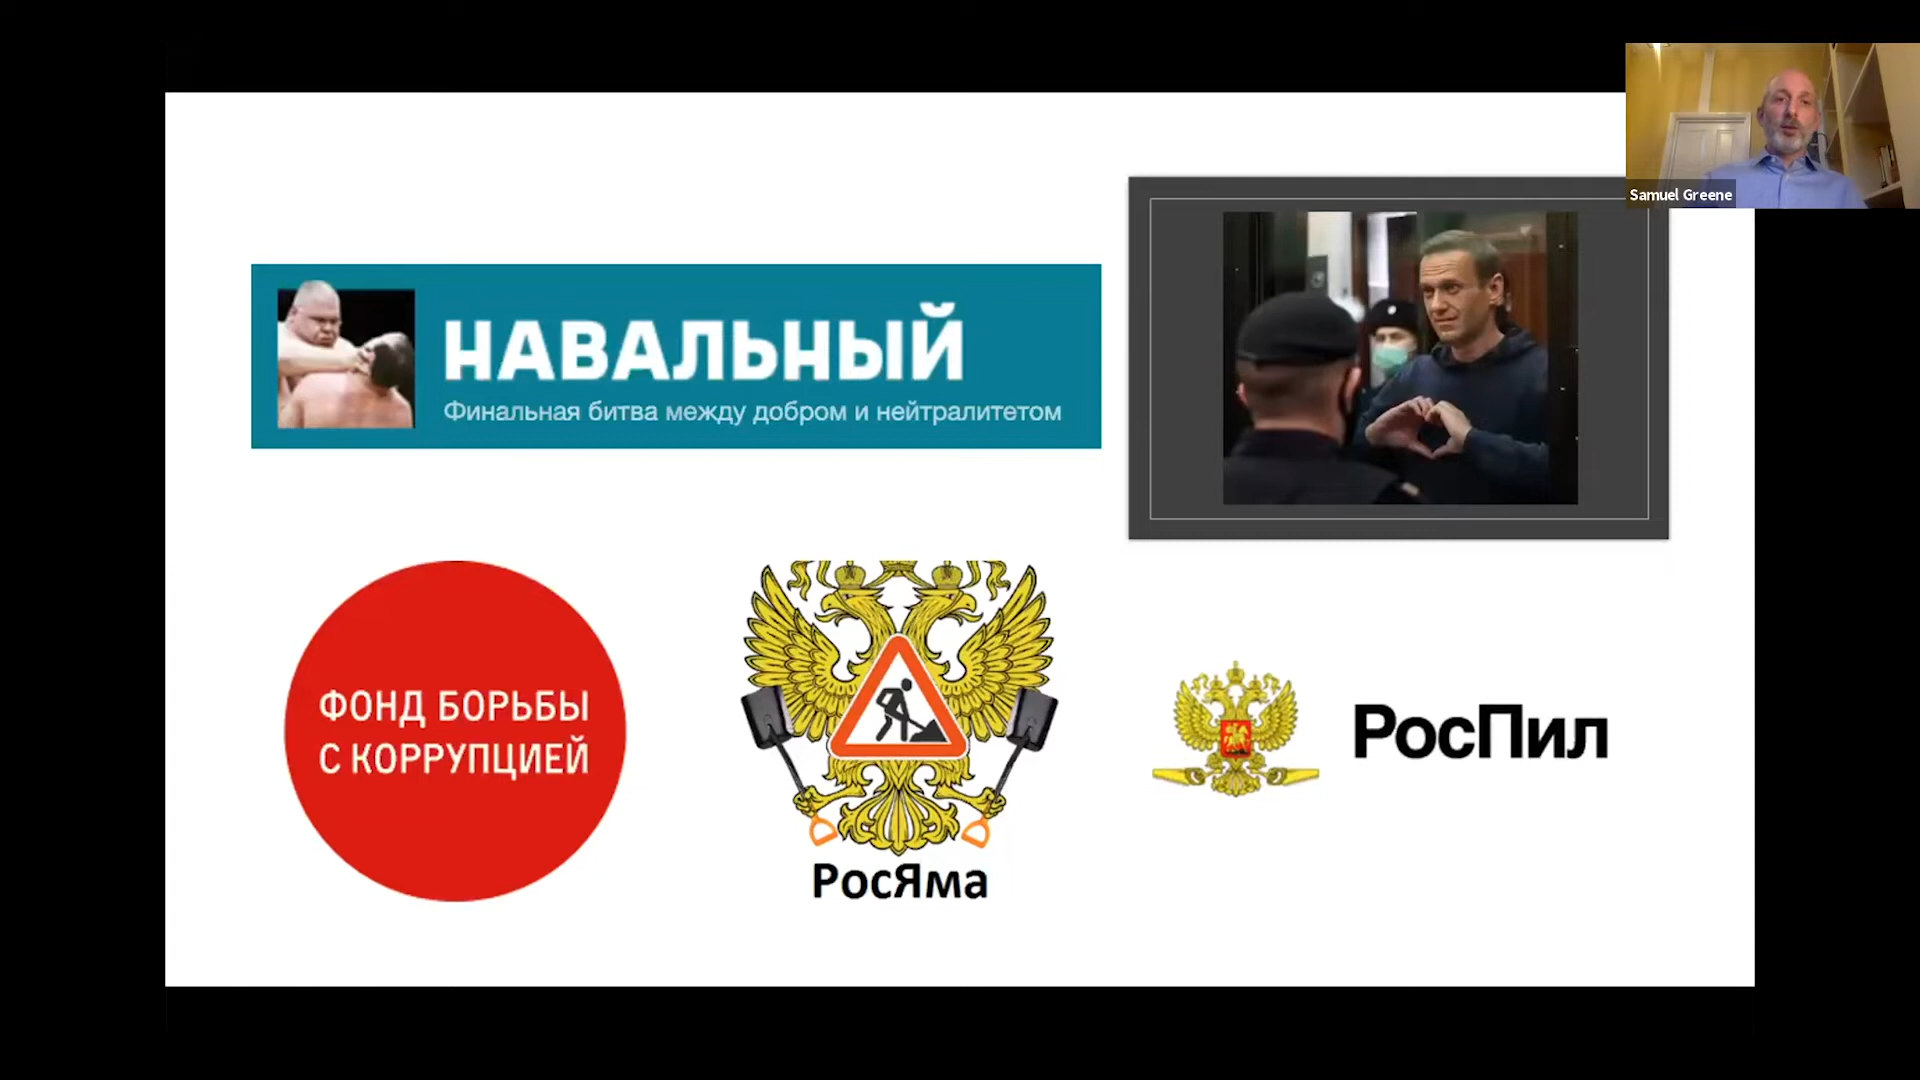 Samuel Greene
НАВАЛЬНЫЙ
Финальная битва между добром и нейтралитетом
ФОНД БОРЬБЫ
С КОРРУПЦИЕЙ
РосЯма
РосПил